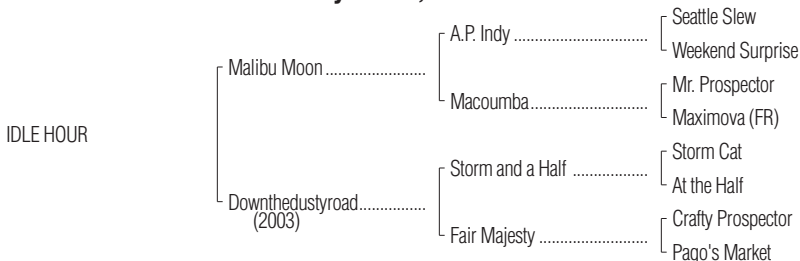 Seattle Slew
A.P. Indy
Weekend Surprise
Malibu Moon
Mr. Prospector
Macoumba
Maximova (FR)
IDLE HOUR
Storm Cat
Storm and a Half
At the Half
Downthedustyroad
(2003)
Crafty Prospector
Fair Majesty
Pago's Market